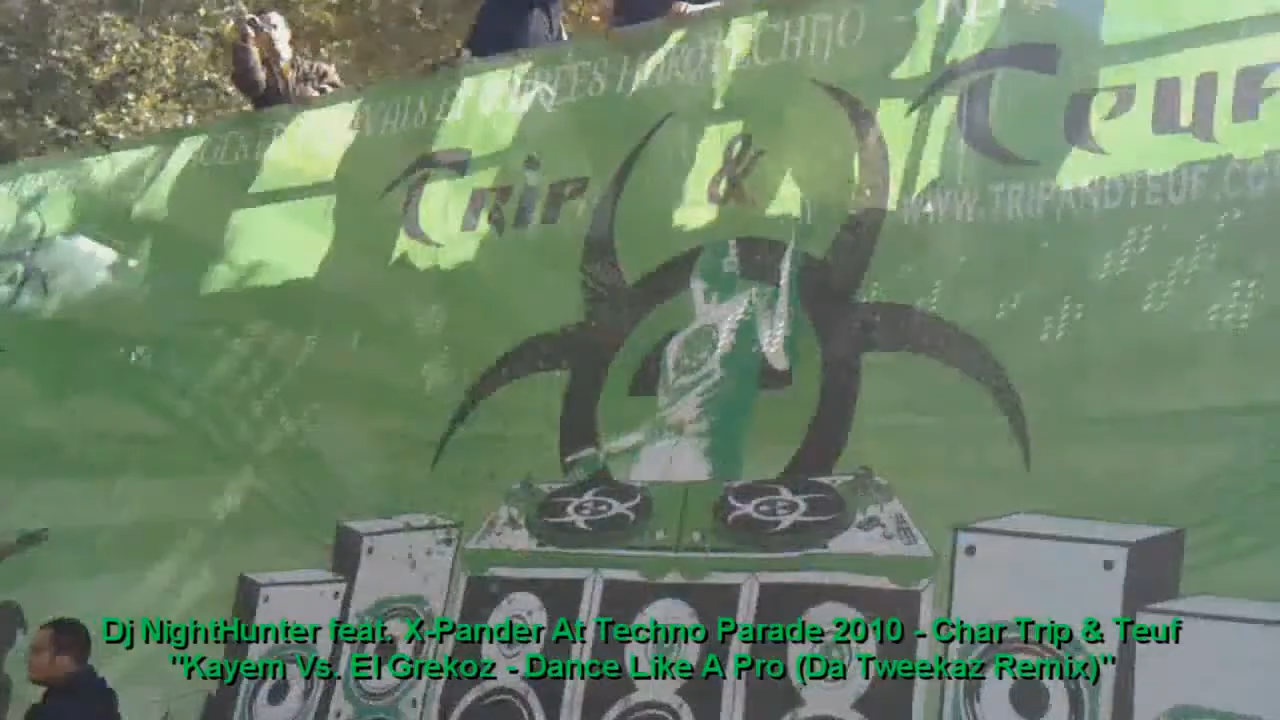 Trip & Teuf
WWW.TRIPANDTEUF.CO
Dj NightHunter feat. X-Pander At Techno Parade 2010 - Char Trip & Teuf
"Kayem Vs. El Grekoz - Dance Like A Pro (Da Tweekaz Remix)"